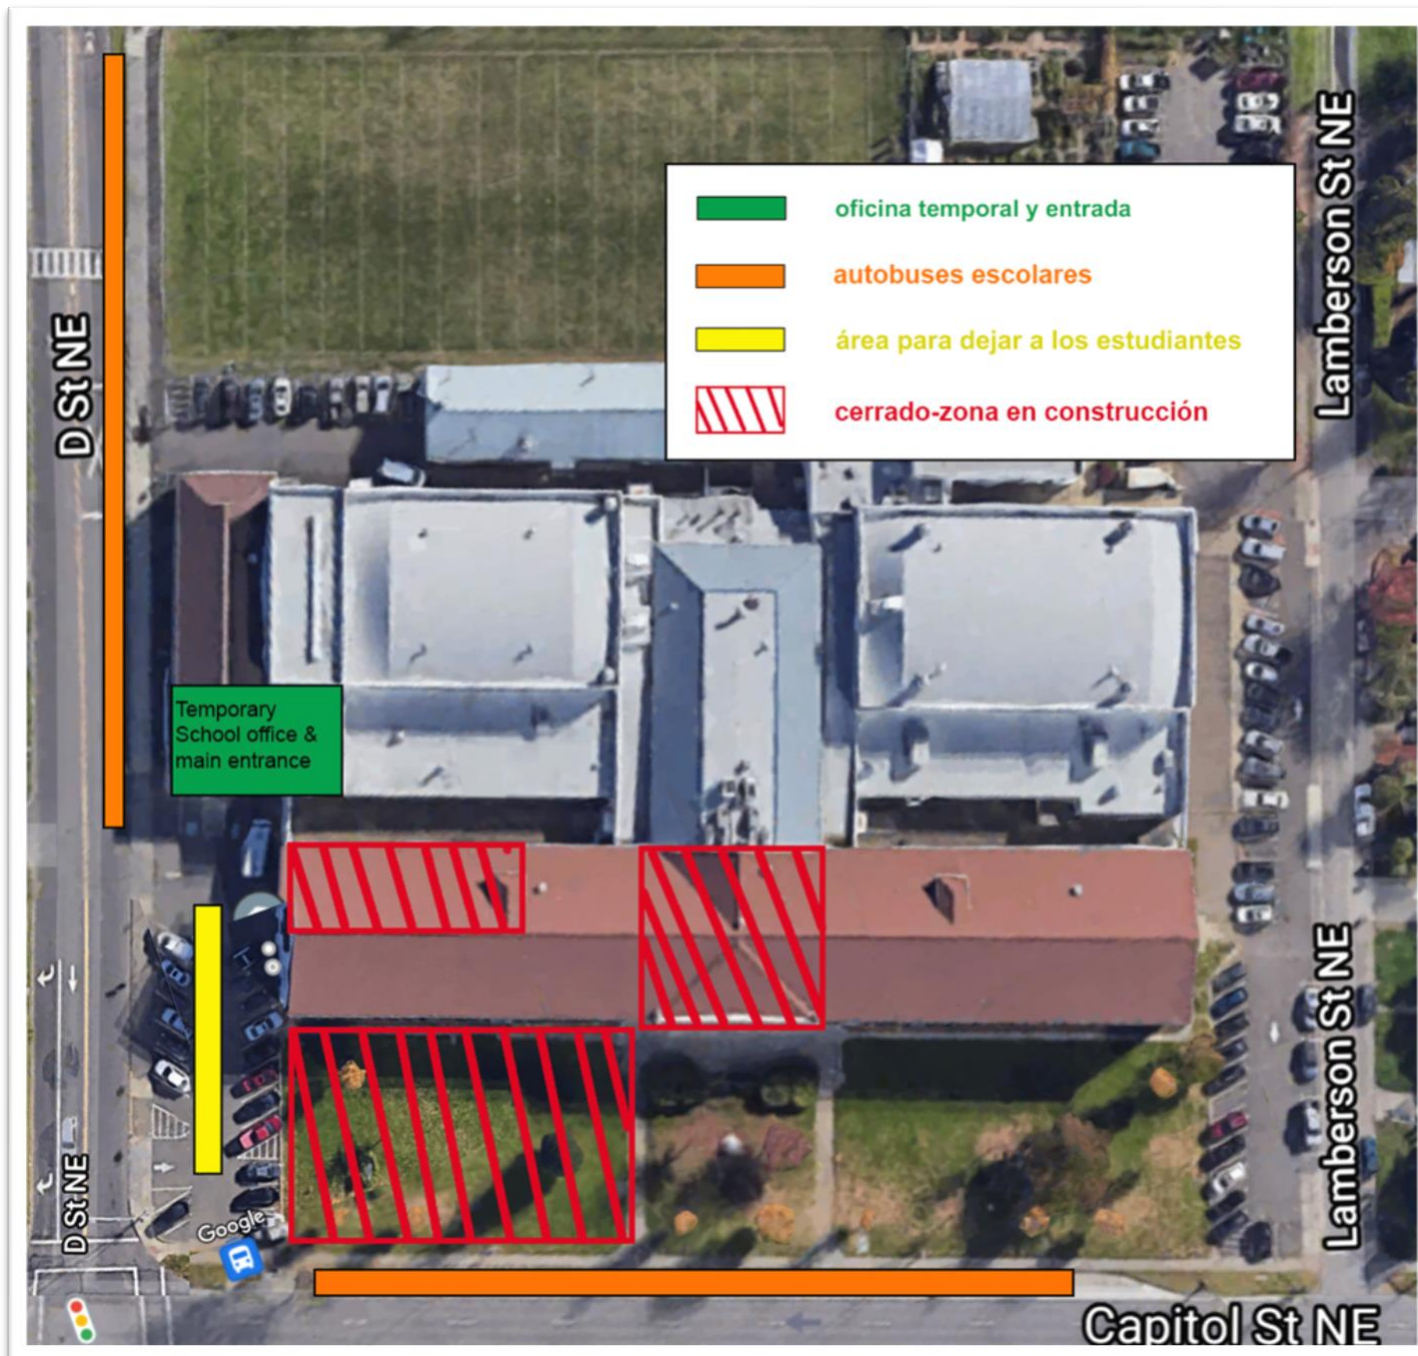 Lamberson St NE
oficina temporal y entrada
autobuses escolares
área para dejar a los estudiantes
cerrado-zona en construcción
D St NE
Temporary
School office &
main entrance
Lamberson St NE
D St NE
Google
Capitol St NE